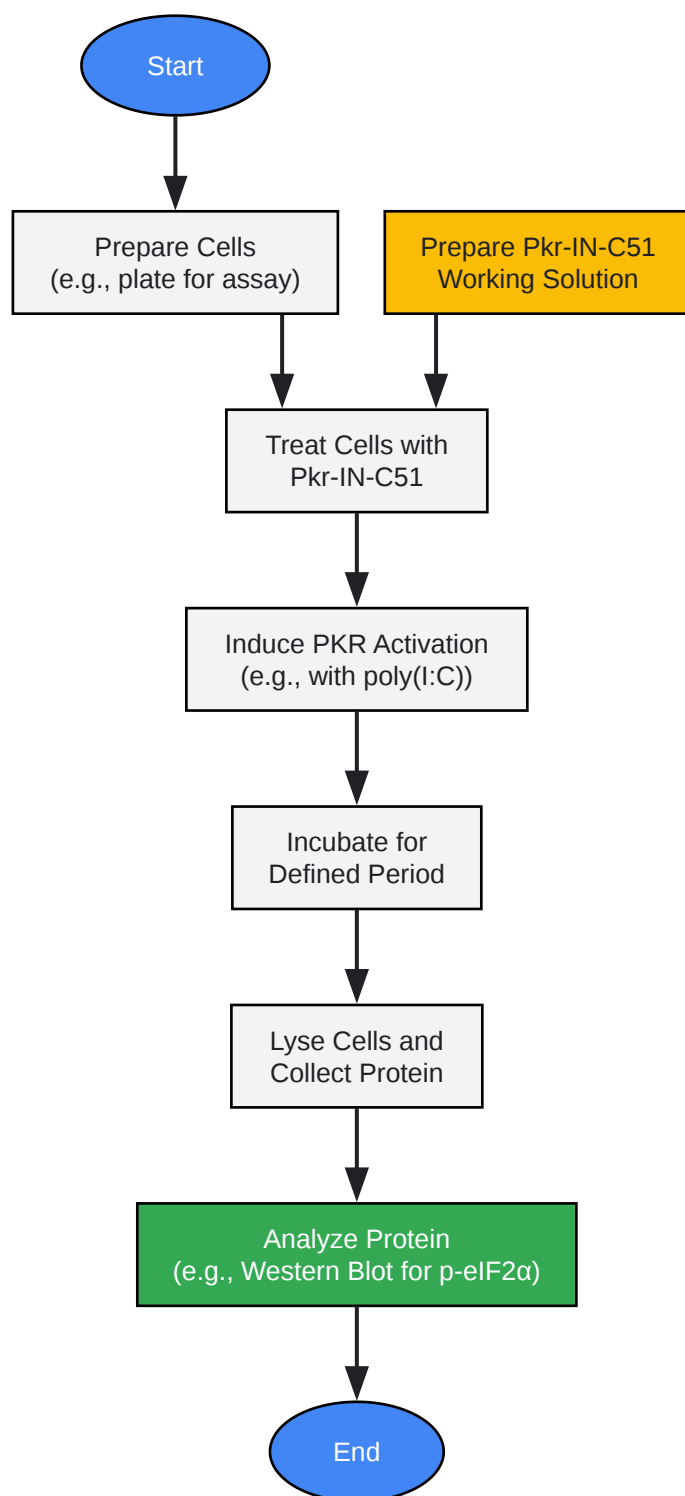 Start
Prepare Cells
(e.g., plate for assay)
Prepare Pkr-IN-C51
Working Solution
Treat Cells with
Pkr-IN-C51
Induce PKR Activation
(e.g., with poly(I:C))
Incubate for
Defined Period
Lyse Cells and
Collect Protein
Analyze Protein
(e.g., Western Blot for p-eIF2α)
End